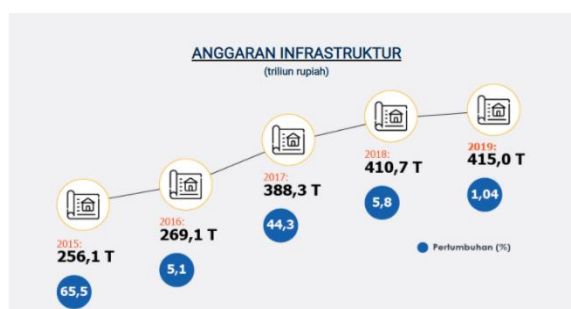 ANGGARAN INFRASTRUKTUR
(triliun rupiah)
2015:
256,1 T
65,5
2016:
269,1 T
5,1
2017:
388,3 T
44,3
2018:
410,7 T
5,8
2019:
415,0 T
1,04
Pertumbuhan (%)